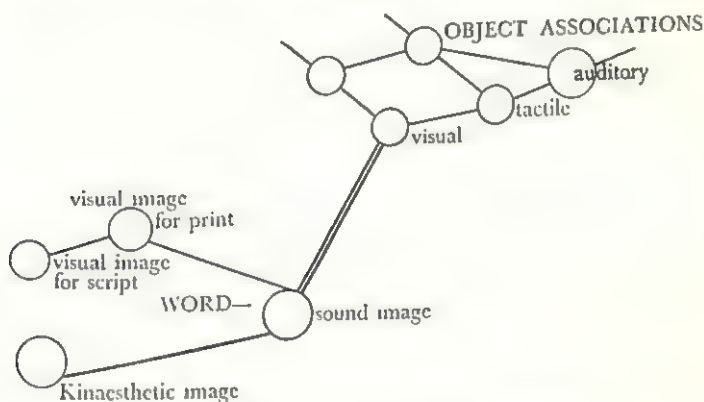 OBJECT ASSOCIATIONS
auditory
tactile
visual
visual image
for print
visual image
for script
WORD–
sound image
Kinaesthetic image